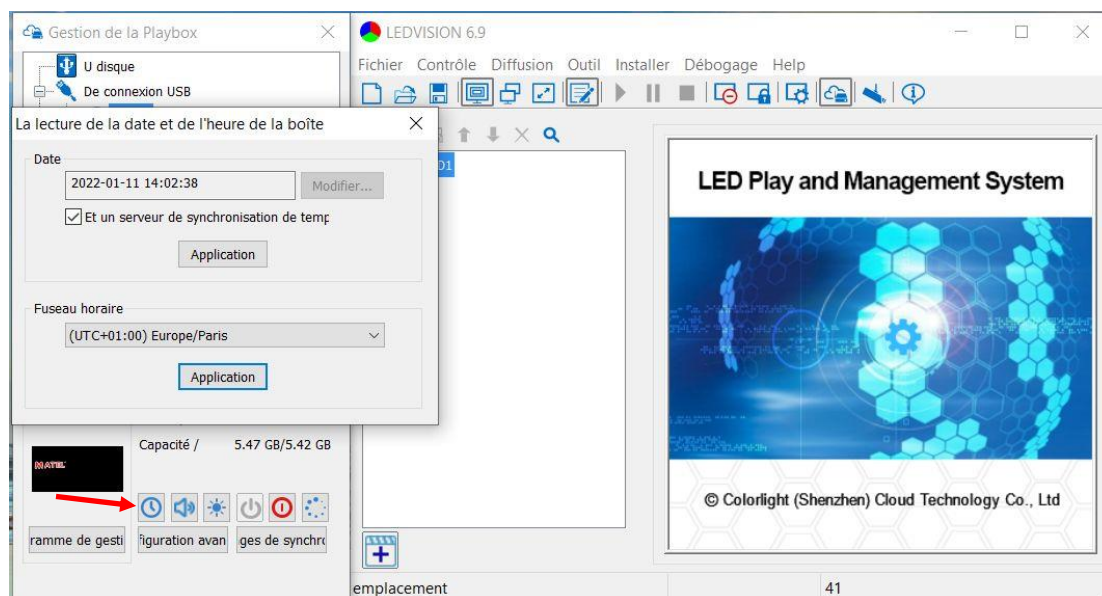 Gestion de la Playbox
U disque
De connexion USB
La lecture de la date et de l'heure de la boîte
Date
2022-01-11 14:02:38
Modifier...
Et un serveur de synchronisation de temp
Application
Fuseau horaire
(UTC+01:00) Europe/Paris
Application
Capacité / 5.47 GB/5.42 GB
MATEL
ramme de gesti
figuration avan
ges de synchro
LEDVISION 6.9
Fichier Contrôle Diffusion Outil Installer Débogage Help
01
LED Play and Management System
© Colorlight (Shenzhen) Cloud Technology Co., Ltd
emplacement
41